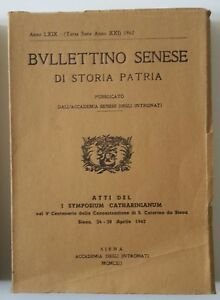 Anno LXIX - (Terza Serie Anno XXI) 1962
BVLLETTINO SENESE
DI STORIA PATRIA
PUBBLICATO
DALL'ACCADEMIA SENESE DEGLI INTRONATI
ATTI DEL
I SYMPOSIUM CATHARINIANUM
nel V Centenario della Canonizzazione di S. Caterina da Siena
Siena, 24-28 Aprile 1962
SIENA
ACCADEMIA DEGLI INTRONATI
MCMLXII